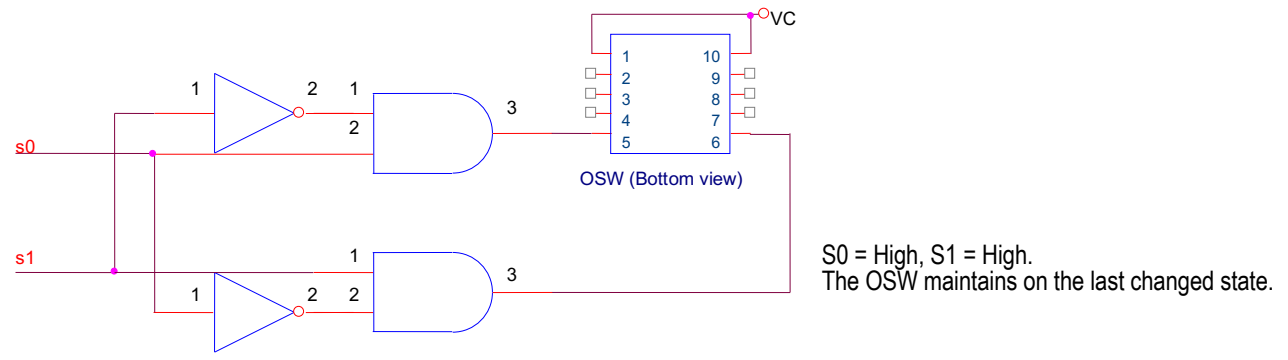 VC
1 10
2 9
3 8
4 7
5 6
OSW (Bottom view)
1 2 1
2
3
s0
s1
1
3
1 2 2
S0 = High, S1 = High.
The OSW maintains on the last changed state.